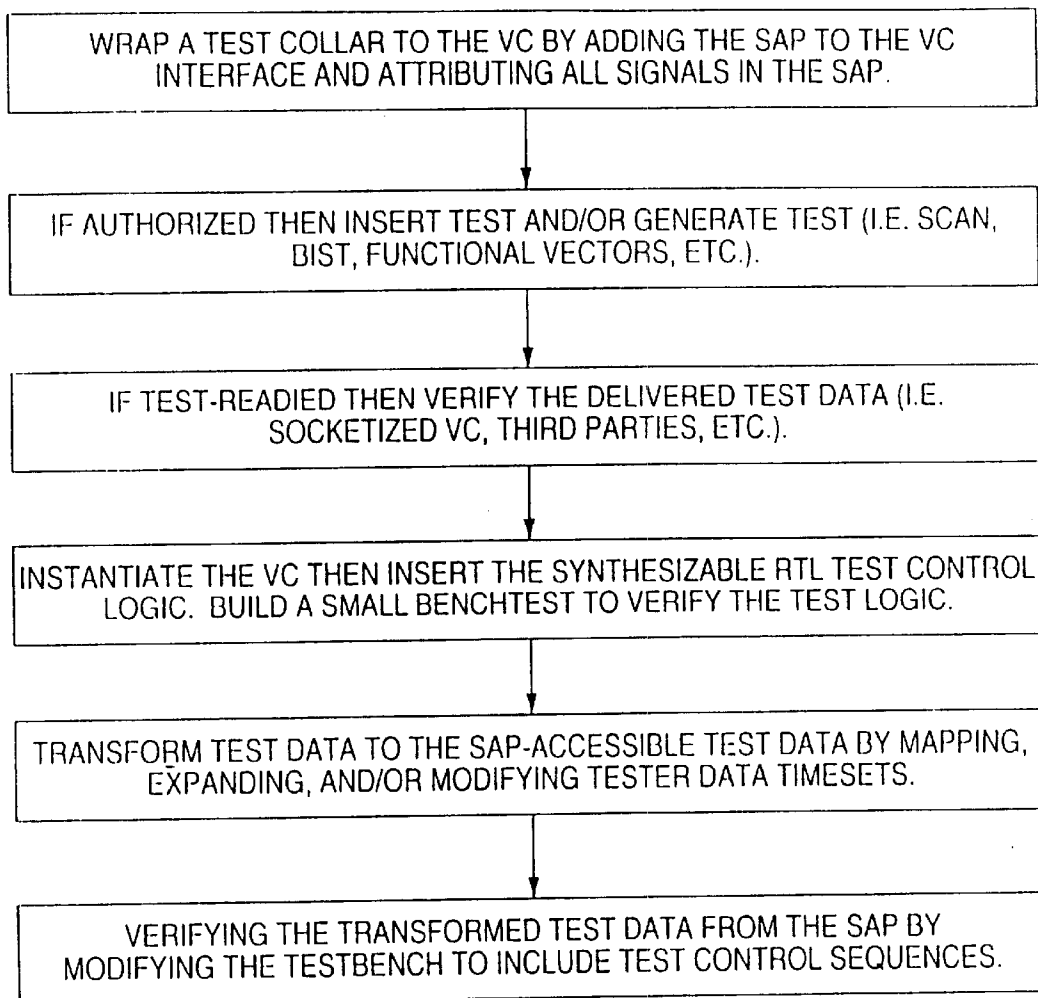 WRAP A TEST COLLAR TO THE VC BY ADDING THE SAP TO THE VC
INTERFACE AND ATTRIBUTING ALL SIGNALS IN THE SAP.
IF AUTHORIZED THEN INSERT TEST AND/OR GENERATE TEST (I.E. SCAN,
BIST, FUNCTIONAL VECTORS, ETC.).
IF TEST-READIED THEN VERIFY THE DELIVERED TEST DATA (I.E.
SOCKETIZED VC, THIRD PARTIES, ETC.).
INSTANTIATE THE VC THEN INSERT THE SYNTHESIZABLE RTL TEST CONTROL
LOGIC. BUILD A SMALL BENCHTEST TO VERIFY THE TEST LOGIC.
TRANSFORM TEST DATA TO THE SAP-ACCESSIBLE TEST DATA BY MAPPING,
EXPANDING, AND/OR MODIFYING TESTER DATA TIMESETS.
VERIFYING THE TRANSFORMED TEST DATA FROM THE SAP BY
MODIFYING THE TESTBENCH TO INCLUDE TEST CONTROL SEQUENCES.